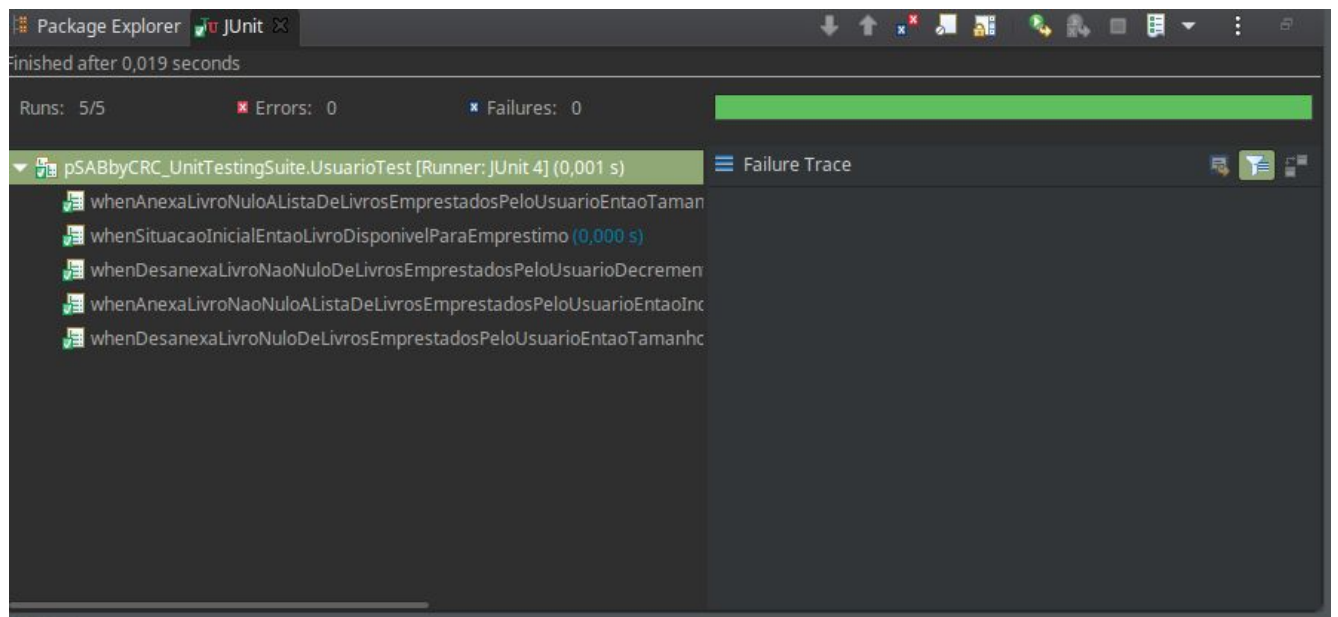 Package Explorer JUnit
Finished after 0,019 seconds
Runs: 5/5 Errors: 0 Failures: 0
pSABbyCRC_UnitTestingSuite.UsuarioTest [Runner: JUnit 4] (0,001 s)
Failure Trace
whenAnexaLivroNuloAListaDeLivrosEmprestadosPeloUsuarioEntaoTaman
whenSituacaoInicialEntaoLivroDisponivelParaEmprestimo (0,000 s)
whenDesanexaLivroNaoNuloDeLivrosEmprestadosPeloUsuarioDecremen
whenAnexaLivroNaoNuloAListaDeLivrosEmprestadosPeloUsuarioEntaoInc
whenDesanexaLivroNuloDeLivrosEmprestadosPeloUsuarioEntaoTamanho